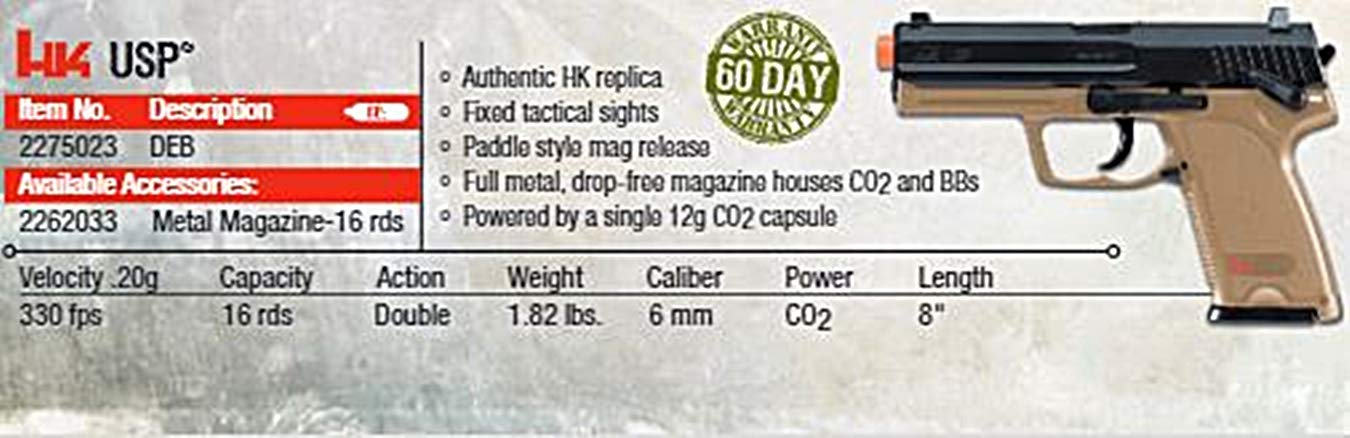 HK USP®
Item No. Description
2275023 DEB
Available Accessories:
2262033 Metal Magazine-16 rds
Authentic HK replica
Fixed tactical sights
Paddle style mag release
Full metal, drop-free magazine houses CO2 and BBs
Powered by a single 12g CO2 capsule
WARRANTY
60 DAY
WARRANTY
Velocity .20g Capacity Action Weight Caliber Power Length
330 fps 16 rds Double 1.82 lbs. 6 mm CO2 8"